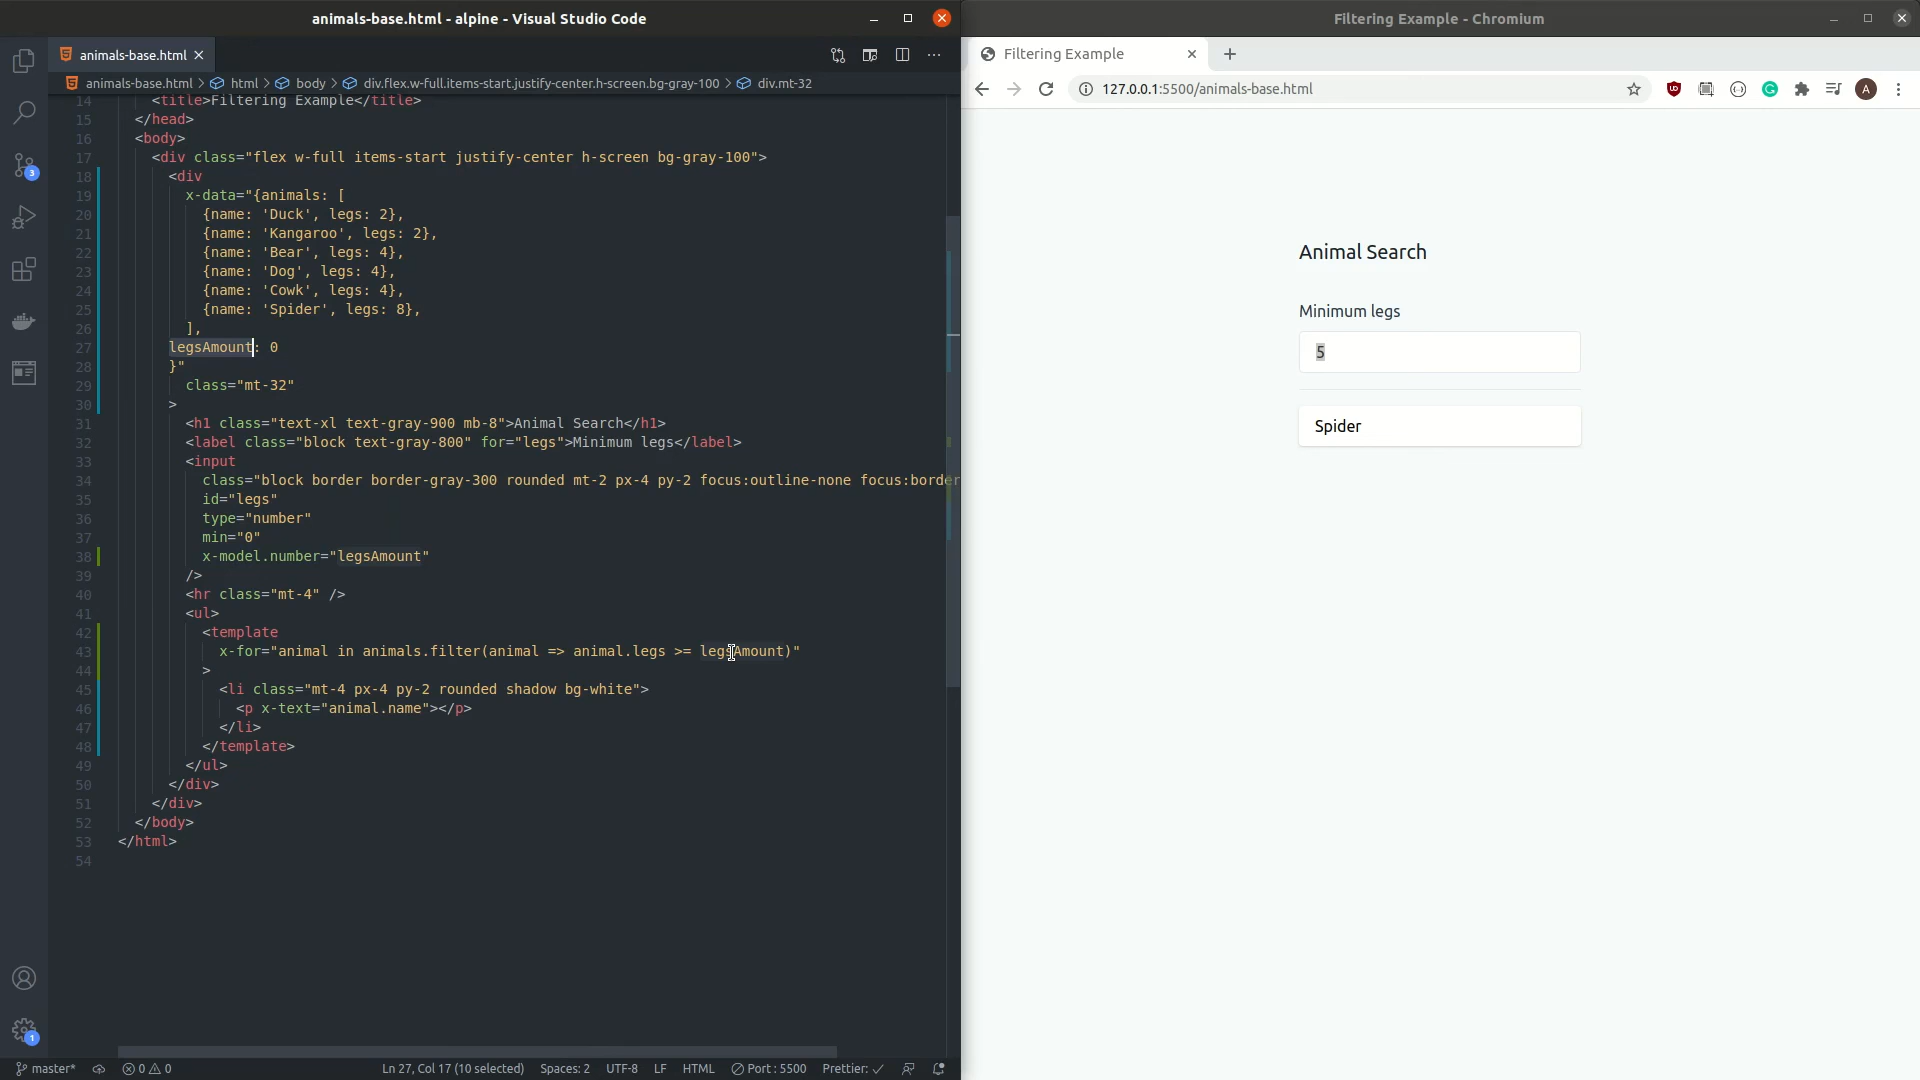 animals-base.html - alpine - Visual Studio Code
animals-base.html
animals-base.html > html > body > div.flex.w-full.items-start.justify-center.h-screen.bg-gray-100 > div.mt-32
14 <title>Filtering Example</title>
15 </head>
16 <body>
17 <div class="flex w-full items-start justify-center h-screen bg-gray-100">
18 <div
19 x-data="{animals: [
20 {name: 'Duck', legs: 2},
21 {name: 'Kangaroo', legs: 2},
22 {name: 'Bear', legs: 4},
23 {name: 'Dog', legs: 4},
24 {name: 'Cowk', legs: 4},
25 {name: 'Spider', legs: 8},
26 ],
27 legsAmount: 0
28 }"
29 class="mt-32"
30 >
31 <h1 class="text-xl text-gray-900 mb-8">Animal Search</h1>
32 <label class="block text-gray-800" for="legs">Minimum legs</label>
33 <input
34 class="block border border-gray-300 rounded mt-2 px-4 py-2 focus:outline-none focus:border
35 id="legs"
36 type="number"
37 min="0"
38 x-model.number="legsAmount"
39 />
40 <hr class="mt-4" />
41 <ul>
42 <template
43 x-for="animal in animals.filter(animal => animal.legs >= legsAmount)"
44 >
45 <li class="mt-4 px-4 py-2 rounded shadow bg-white">
46 <p x-text="animal.name"></p>
47 </li>
48 </template>
49 </ul>
50 </div>
51 </div>
52 </body>
53 </html>
54
3
1
master* 0 0 Ln 27, Col 17 (10 selected) Spaces: 2 UTF-8 LF HTML Port : 5500 Prettier: ✓
Filtering Example - Chromium
Filtering Example
127.0.0.1:5500/animals-base.html
A
Animal Search
Minimum legs
5
Spider